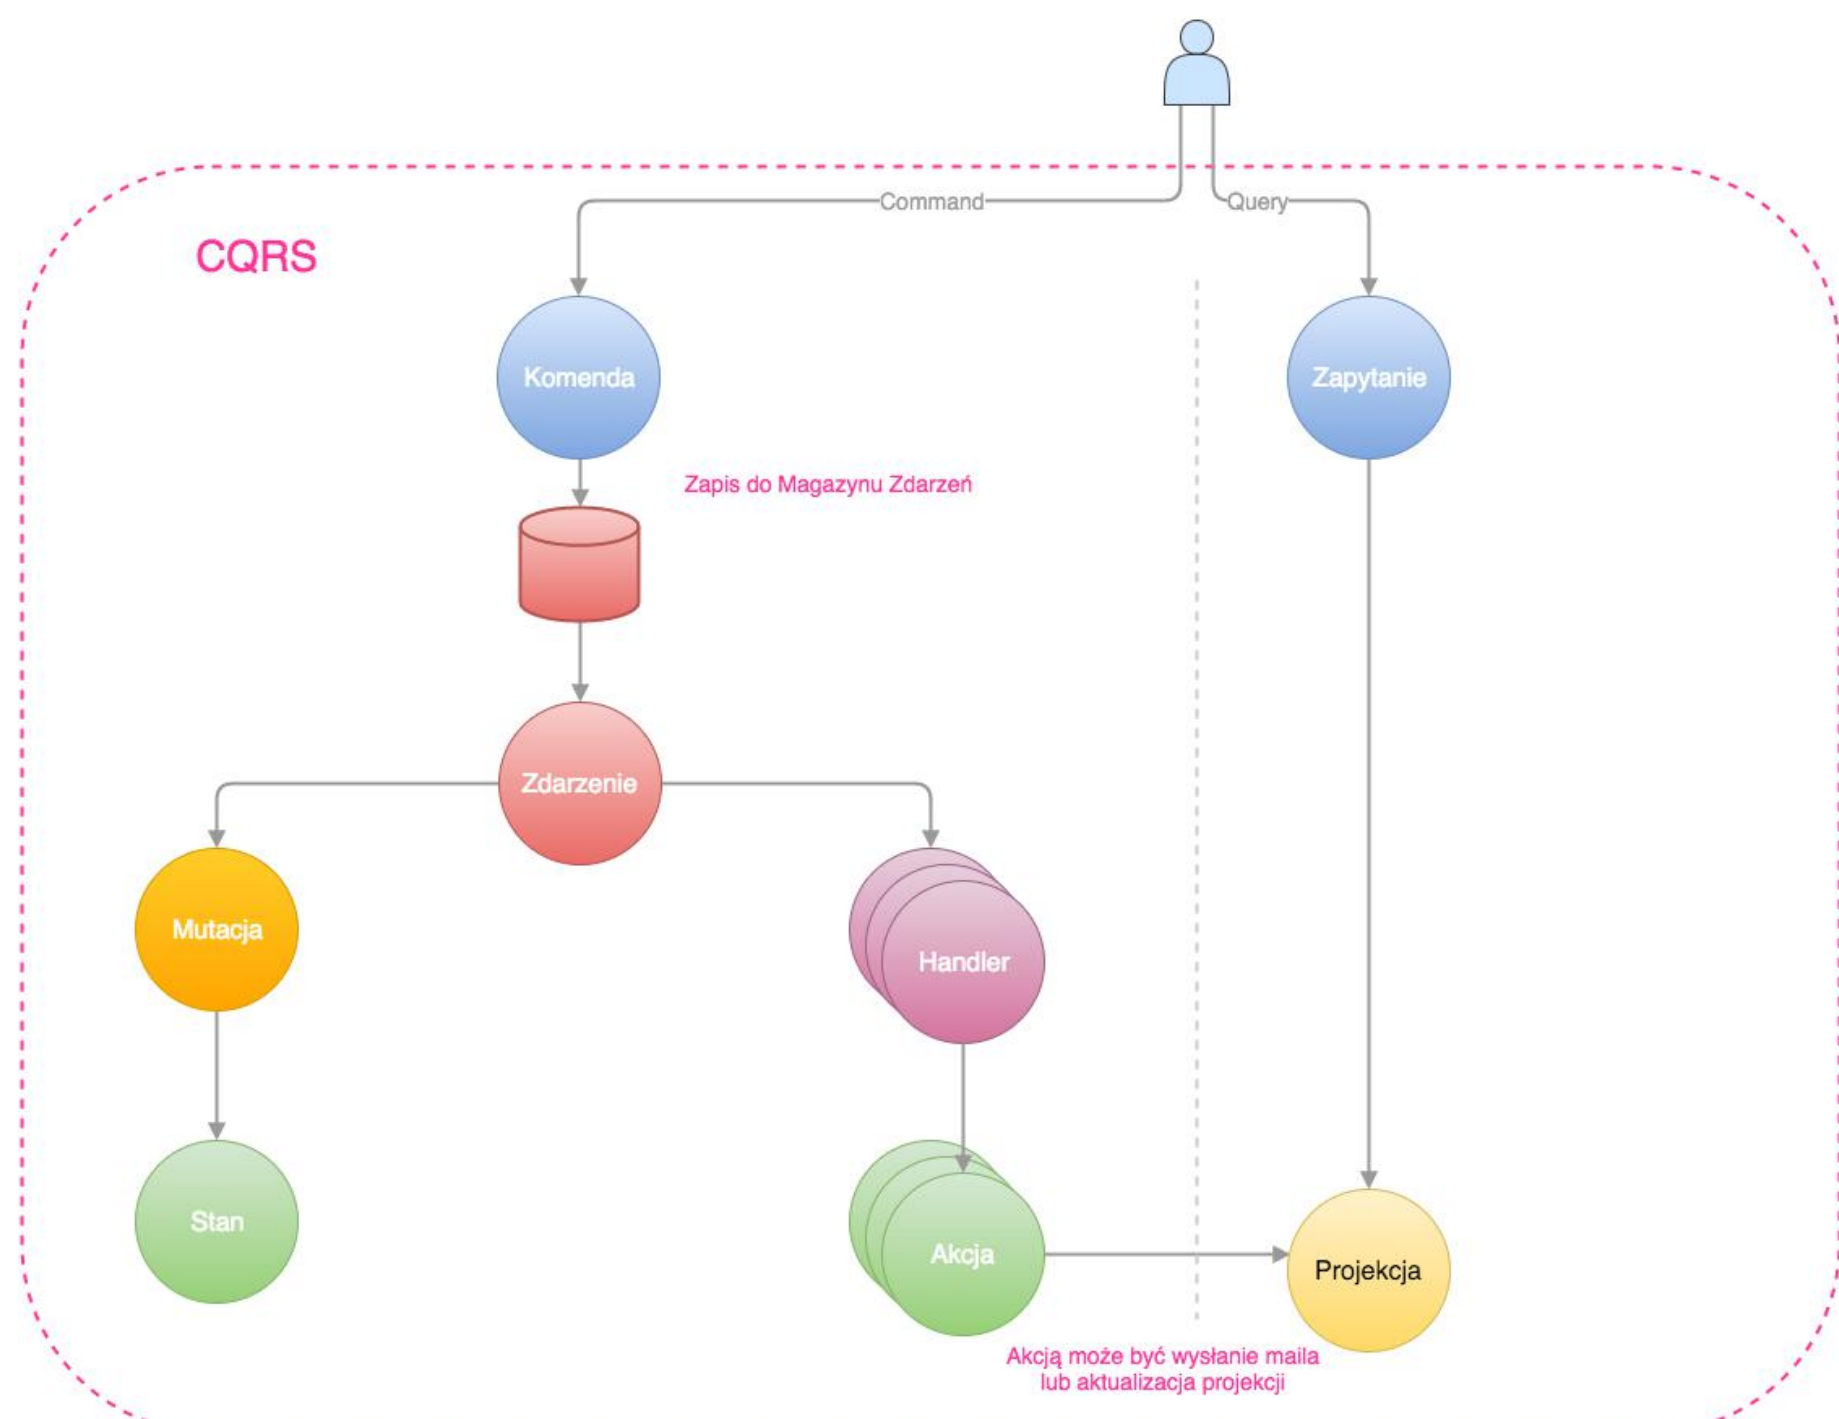 Command
Query
CQRS
Komenda
Zapytanie
Zapis do Magazynu Zdarzeń
Zdarzenie
Mutacja
Handler
Stan
Akcja
Projekcja
Akcją może być wysłanie maila
lub aktualizacja projekcji